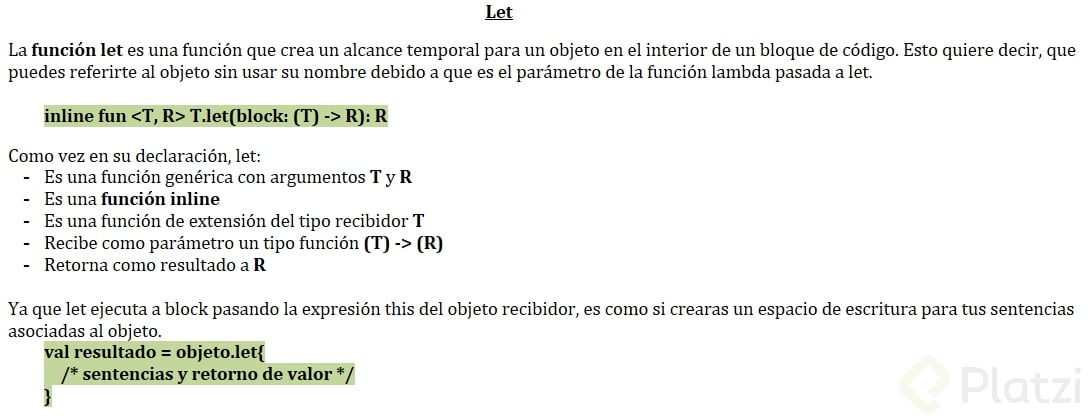 Let
La función let es una función que crea un alcance temporal para un objeto en el interior de un bloque de código. Esto quiere decir, que
puedes referirte al objeto sin usar su nombre debido a que es el parámetro de la función lambda pasada a let.
inline fun <T, R> T.let(block: (T) -> R): R
Como vez en su declaración, let:
- Es una función genérica con argumentos T y R
- Es una función inline
- Es una función de extensión del tipo recibidor T
- Recibe como parámetro un tipo función (T) -> (R)
- Retorna como resultado a R
Ya que let ejecuta a block pasando la expresión this del objeto recibidor, es como si crearas un espacio de escritura para tus sentencias
asociadas al objeto.
val resultado = objeto.let{
/* sentencias y retorno de valor */
}
Platzi